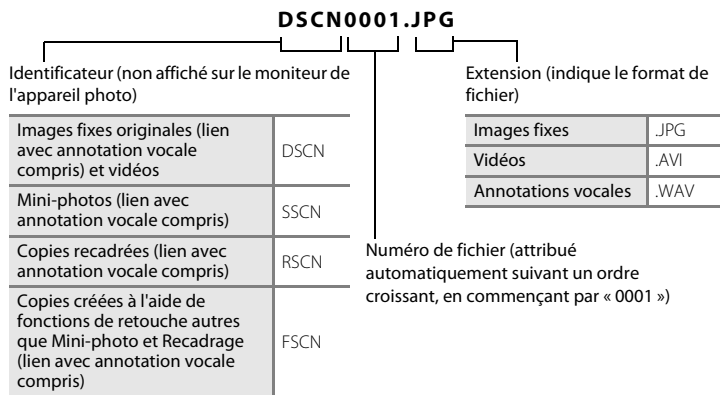 DSCN0001.JPG
Identificateur (non affiché sur le moniteur de
l'appareil photo)
Images fixes originales (lien
avec annotation vocale
compris) et vidéos
DSCN
Mini-photos (lien avec
annotation vocale compris)
SSCN
Copies recadrées (lien avec
annotation vocale compris)
RSCN
Copies créées à l'aide de
fonctions de retouche autres
que Mini-photo et Recadrage
(lien avec annotation vocale
compris)
FSCN
Extension (indique le format de
fichier)
Images fixes .JPG
Vidéos .AVI
Annotations vocales .WAV
Numéro de fichier (attribué
automatiquement suivant un ordre
croissant, en commençant par « 0001 »)